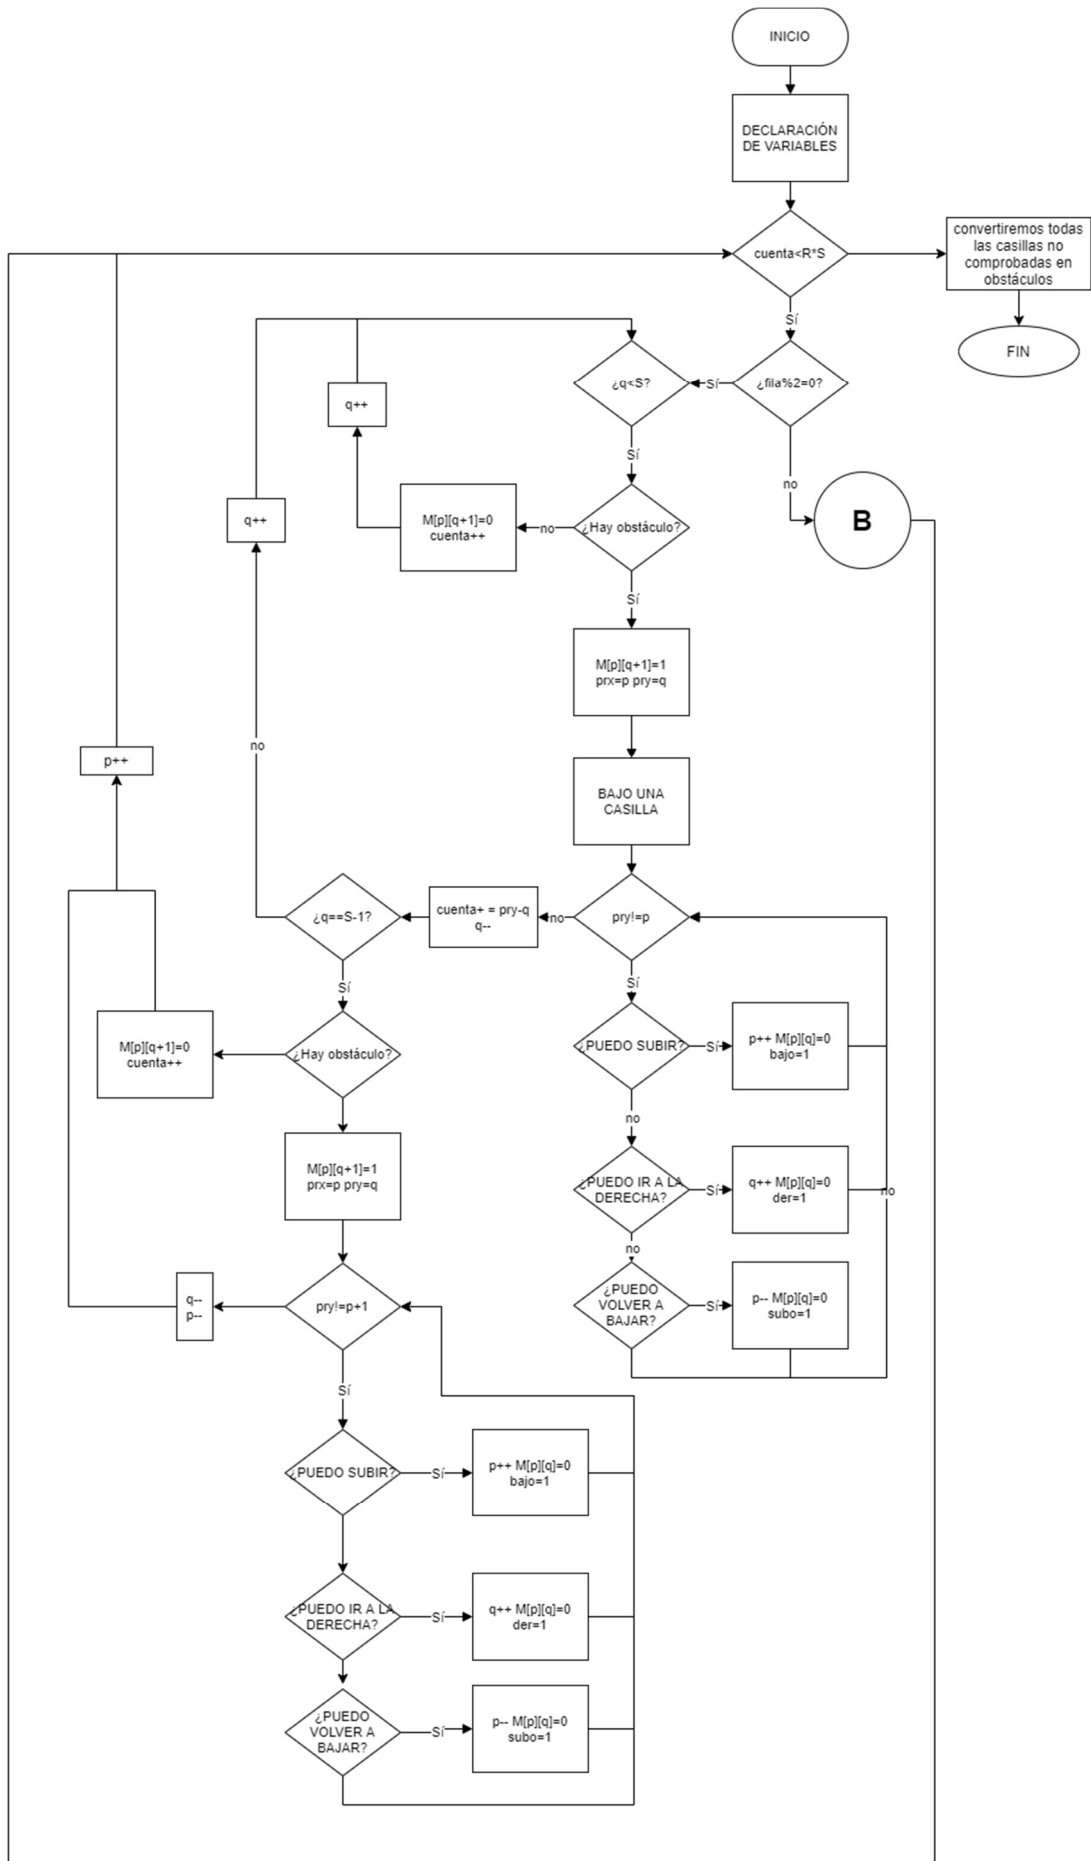 INICIO
DECLARACIÓN
DE VARIABLES
cuenta<R*S
convertiremos todas
las casillas no
comprobadas en
obstáculos
Sí
FIN
¿fila%2=0?
Sí
¿q<S?
q++
no
B
Sí
q++
M[p][q+1]=0
cuenta++
no
¿Hay obstáculo?
Sí
M[p][q+1]=1
prx=p pry=q
no
p++
BAJO UNA
CASILLA
pry!=p
no
cuenta+ = pry-q
q--
¿q==S-1?
Sí
Sí
¿PUEDO SUBIR?
Sí
p++ M[p][q]=0
bajo=1
M[p][q+1]=0
cuenta++
¿Hay obstáculo?
no
M[p][q+1]=1
prx=p pry=q
¿PUEDO IR A LA
DERECHA?
Sí
q++ M[p][q]=0
der=1
no
no
q--
p--
pry!=p+1
¿PUEDO
VOLVER A
BAJAR?
Sí
p-- M[p][q]=0
subo=1
Sí
¿PUEDO SUBIR?
Sí
p++ M[p][q]=0
bajo=1
¿PUEDO IR A LA
DERECHA?
Sí
q++ M[p][q]=0
der=1
¿PUEDO
VOLVER A
BAJAR?
Sí
p-- M[p][q]=0
subo=1